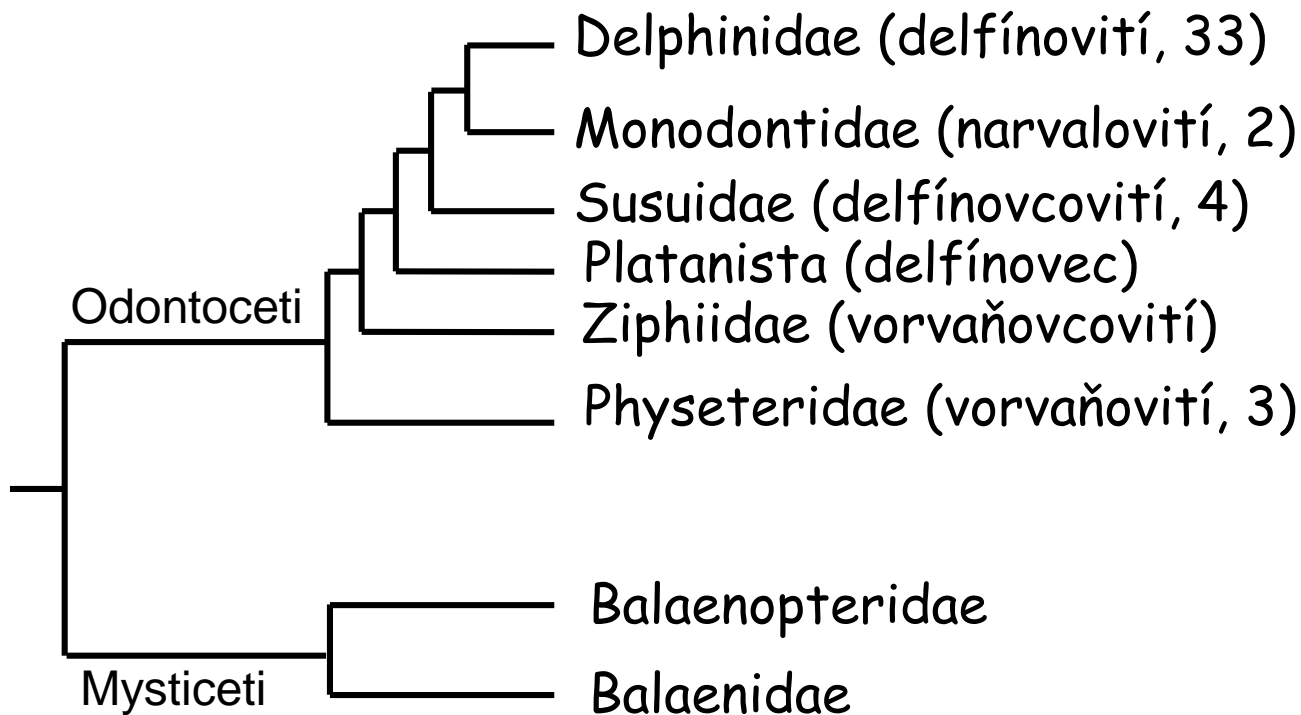 Delphinidae (delfínovití, 33)
Monodontidae (narvalovití, 2)
Susuidae (delfínovcovití, 4)
Platanista (delfínovec)
Odontoceti
Ziphiidae (vorvaňovcovití)
Physeteridae (vorvaňovití, 3)
Balaenopteridae
Mysticeti
Balaenidae